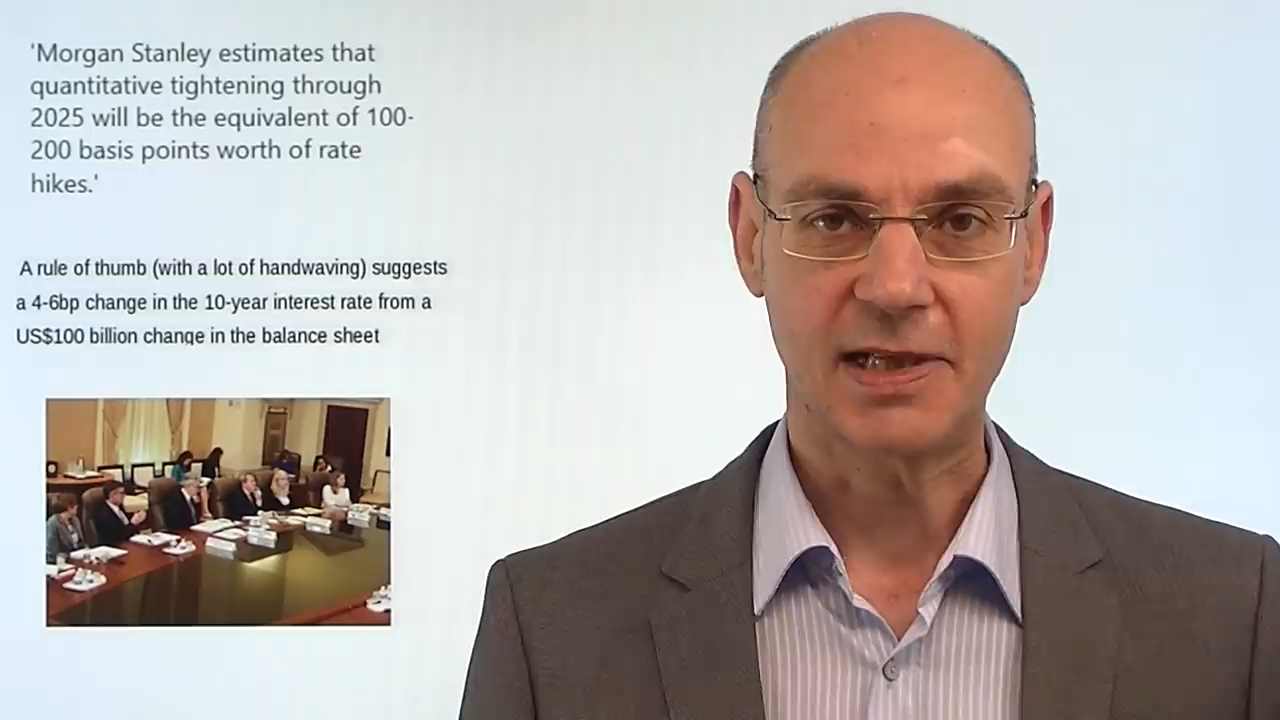 'Morgan Stanley estimates that
quantitative tightening through
2025 will be the equivalent of 100-
200 basis points worth of rate
hikes.'
A rule of thumb (with a lot of handwaving) suggests
a 4-6bp change in the 10-year interest rate from a
US$100 billion change in the balance sheet